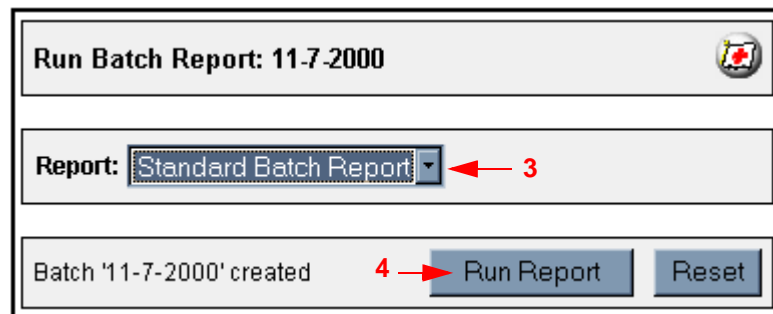 Run Batch Report: 11-7-2000
Report: Standard Batch Report 3
Batch '11-7-2000' created 4 Run Report Reset